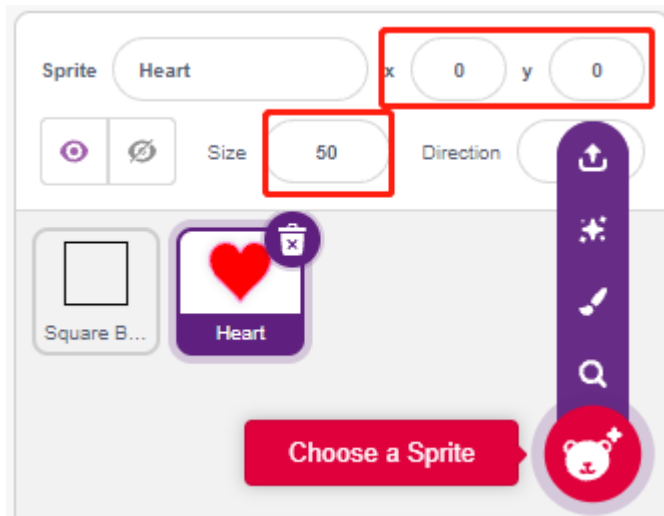 Sprite Heart x 0 y 0
Size 50 Direction
Square B...
Heart
Choose a Sprite